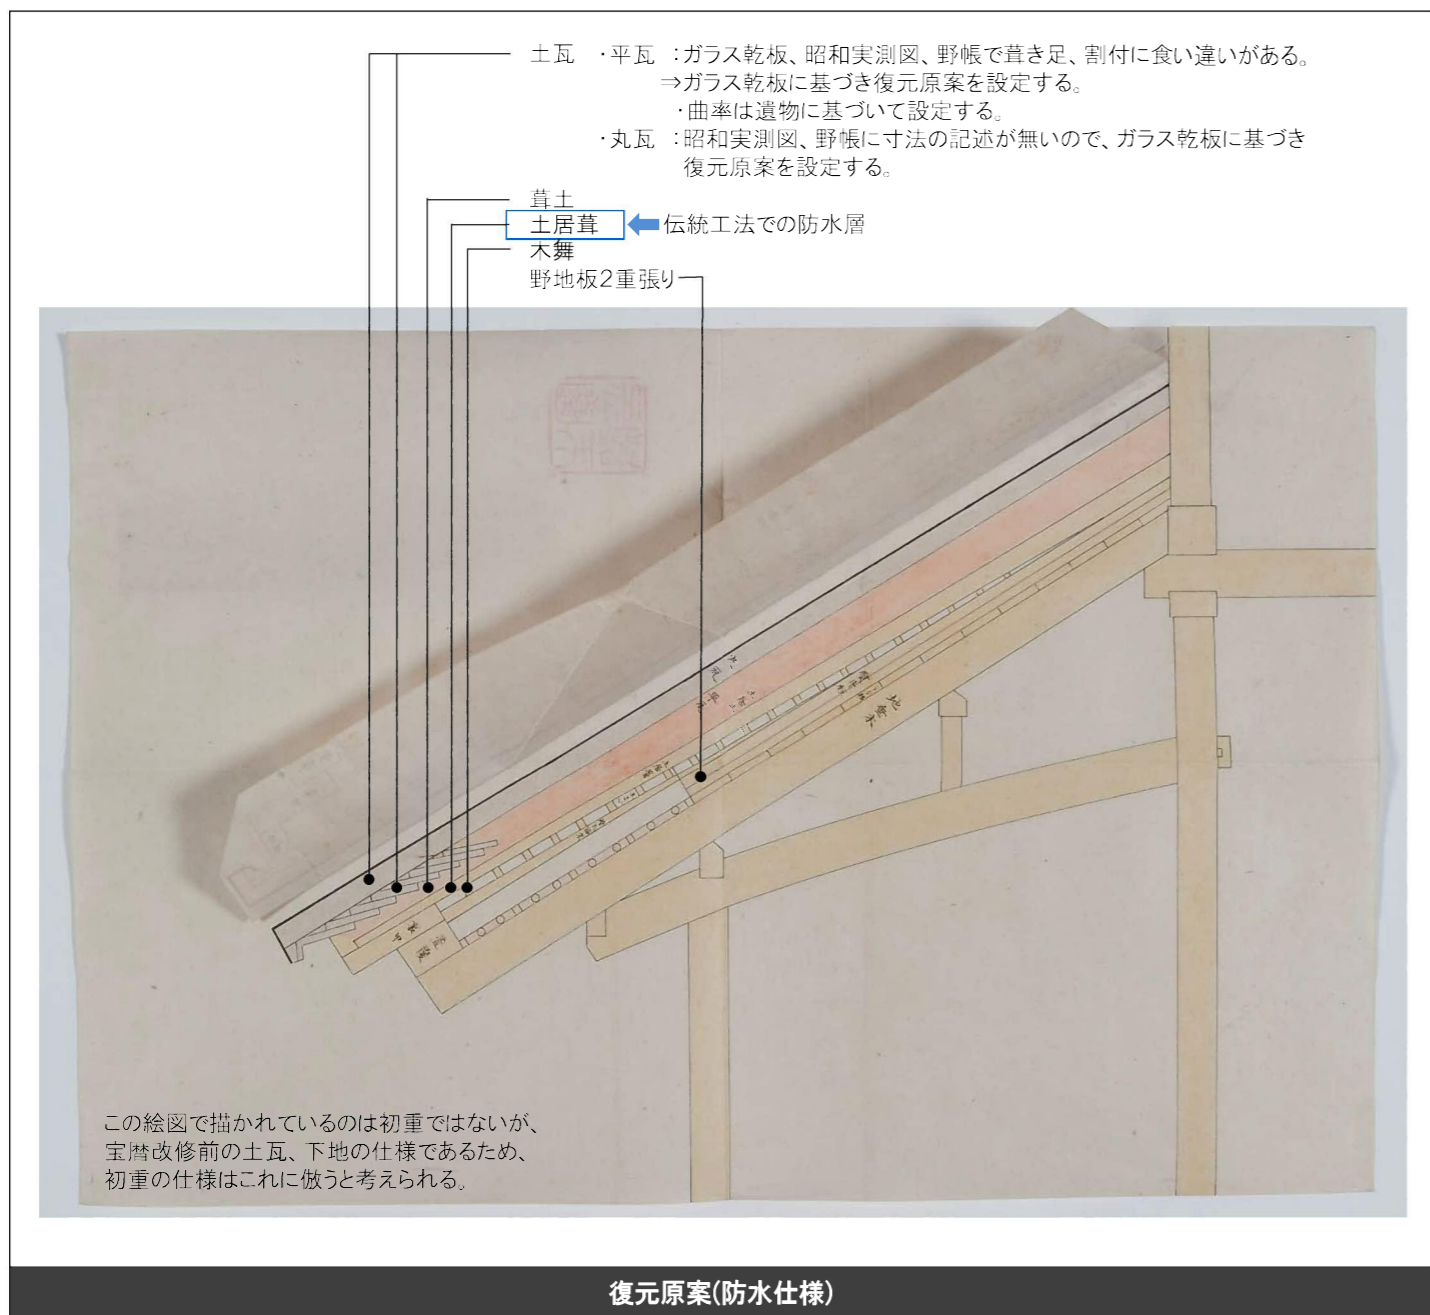 土瓦 ・平瓦 :ガラス乾板、昭和実測図、野帳で葺き足、割付に食い違いがある。
⇒ガラス乾板に基づき復元原案を設定する。
・曲率は遺物に基づいて設定する。
・丸瓦 :昭和実測図、野帳に寸法の記述が無いので、ガラス乾板に基づき
復元原案を設定する。
葺土
土居葺 伝統工法での防水層
木舞
野地板2重張り
地垂木
この絵図で描かれているのは初重ではないが、
宝暦改修前の土瓦、下地の仕様であるため、
初重の仕様はこれに倣うと考えられる。
復元原案(防水仕様)